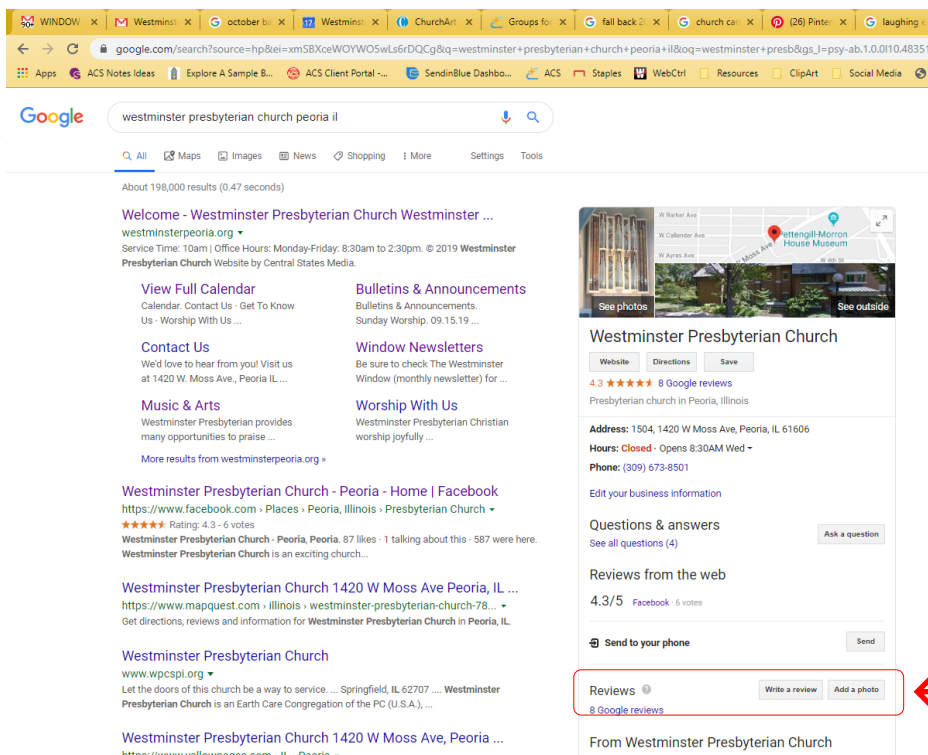 WINDOW
Westminst
october ba
Westminst
ChurchArt
Groups for
fall back 2
church car
(26) Pinter
laughing e
google.com/search?source=hp&ei=xmSBXceWOYWO5wLs6rDQCg&q=westminster+presbyterian+church+peoria+il&oq=westminster+presb&gs_l=psy-ab.1.0.0l10.48351
Apps
ACS Notes Ideas
Explore A Sample B...
ACS Client Portal -...
SendinBlue Dashbo...
ACS
Staples
WebCtrl
Resources
ClipArt
Social Media
Google
westminster presbyterian church peoria il
All
Maps
Images
News
Shopping
More
Settings
Tools
About 198,000 results (0.47 seconds)
Welcome - Westminster Presbyterian Church Westminster ...
westminsterpeoria.org
Service Time: 10am | Office Hours: Monday-Friday: 8:30am to 2:30pm. © 2019 Westminster
Presbyterian Church Website by Central States Media.
View Full Calendar
Calendar. Contact Us · Get To Know
Us · Worship With Us ...
Bulletins & Announcements
Bulletins & Announcements.
Sunday Worship. 09.15.19 ...
Contact Us
We'd love to hear from you! Visit us
at 1420 W. Moss Ave., Peoria IL ...
Window Newsletters
Be sure to check The Westminster
Window (monthly newsletter) for ...
Music & Arts
Westminster Presbyterian provides
many opportunities to praise ...
Worship With Us
Westminster Presbyterian Christian
worship joyfully ...
More results from westminsterpeoria.org »
Westminster Presbyterian Church - Peoria - Home | Facebook
https://www.facebook.com › Places › Peoria, Illinois › Presbyterian Church
Rating: 4.3 - 6 votes
Westminster Presbyterian Church - Peoria, Peoria. 87 likes · 1 talking about this · 587 were here.
Westminster Presbyterian Church is an exciting church...
Westminster Presbyterian Church 1420 W Moss Ave Peoria, IL ...
https://www.mapquest.com › illinois › westminster-presbyterian-church-78...
Get directions, reviews and information for Westminster Presbyterian Church in Peoria, IL.
Westminster Presbyterian Church
www.wpcspi.org
Let the doors of this church be a way to service. ... Springfield, IL 62707 .... Westminster
Presbyterian Church is an Earth Care Congregation of the PC (U.S.A.), ...
Westminster Presbyterian Church 1420 W Moss Ave, Peoria ...
https://www.yellowpages.com › IL › Peoria
W Barker Ave
W Callender Ave
W Ayres Ave
Moss Ave
W 4th St
Pettengill-Morron
House Museum
See photos
See outside
Westminster Presbyterian Church
Website
Directions
Save
4.3 8 Google reviews
Presbyterian church in Peoria, Illinois
Address: 1504, 1420 W Moss Ave, Peoria, IL 61606
Hours: Closed · Opens 8:30AM Wed
Phone: (309) 673-8501
Edit your business information
Questions & answers
See all questions (4)
Ask a question
Reviews from the web
4.3/5 Facebook · 6 votes
Send to your phone
Send
Reviews
Write a review
Add a photo
8 Google reviews
From Westminster Presbyterian Church